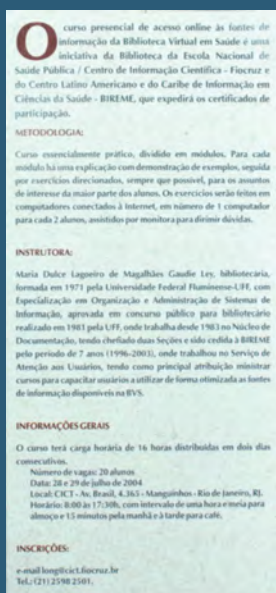 O curso presencial de acesso online às fontes de
informação da Biblioteca Virtual em Saúde é uma
iniciativa da Biblioteca da Escola Nacional de
Saúde Pública / Centro de Informação Científica - Fiocruz e
do Centro Latino Americano e do Caribe de Informação em
Ciências da Saúde - BIREME, que expedirá os certificados de
participação.
METODOLOGIA:
Curso essencialmente prático, dividido em módulos. Para cada
módulo há uma explicação com demonstração de exemplos, seguida
por exercícios direcionados, sempre que possível, para os assuntos
de interesse da maior parte dos alunos. Os exercícios serão feitos em
computadores conectados à Internet, em número de 1 computador
para cada 2 alunos, assistidos por monitora para dirimir dúvidas.
INSTRUTORA:
Maria Dulce Lagoeiro de Magalhães Gaudie Ley, bibliotecária,
formada em 1971 pela Universidade Federal Fluminense-UFF, com
Especialização em Organização e Administração de Sistemas de
Informação, aprovada em concurso público para bibliotecário
realizado em 1981 pela UFF, onde trabalha desde 1983 no Núcleo de
Documentação, tendo chefiado duas Seções e sido cedida à BIREME
pelo período de 7 anos (1996-2003), onde trabalhou no Serviço de
Atenção aos Usuários, tendo como principal atribuição ministrar
cursos para capacitar usuários a utilizar de forma otimizada as fontes
de informação disponíveis na BVS.
INFORMAÇÕES GERAIS
O curso terá carga horária de 16 horas distribuídas em dois dias
consecutivos.
Número de vagas: 20 alunos
Data: 28 e 29 de julho de 2004
Local: CICT - Av. Brasil, 4.365 - Manguinhos - Rio de Janeiro, RJ.
Horário: 8:00 às 17:30h, com intervalo de uma hora e meia para
almoço e 15 minutos pela manhã e à tarde para café.
INSCRIÇÕES:
Tel.: (21) 2598 2501.